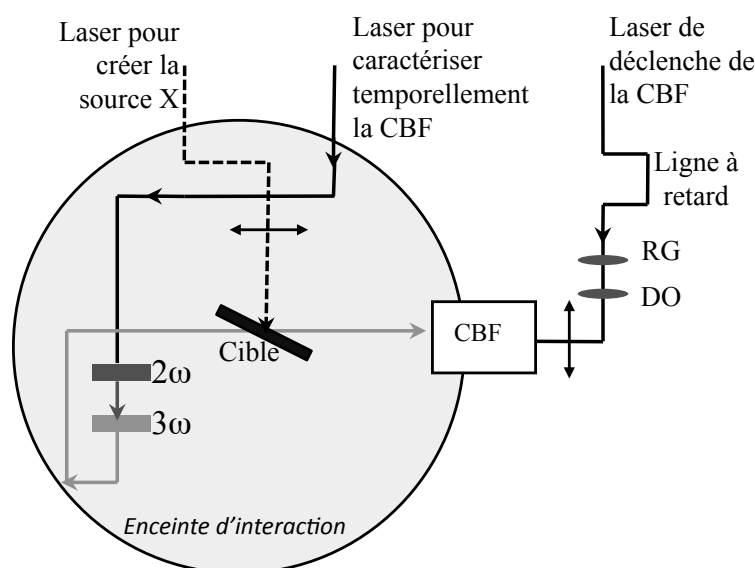 Laser pour
créer la
source X
Laser pour
caractériser
temporellement
la CBF
Laser de
déclenche de
la CBF
Ligne à
retard
RG
DO
CBF
Cible
2ω
3ω
Enceinte d'interaction